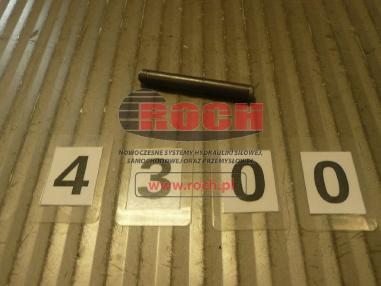 ROCH
NOWOCZESNE SYSTEMY HYDRAULIKI SIŁOWEJ,
SAMOCHODOWEJ ORAZ PRZEMYSŁOWEJ
www.roch.pl
4 3 0 0